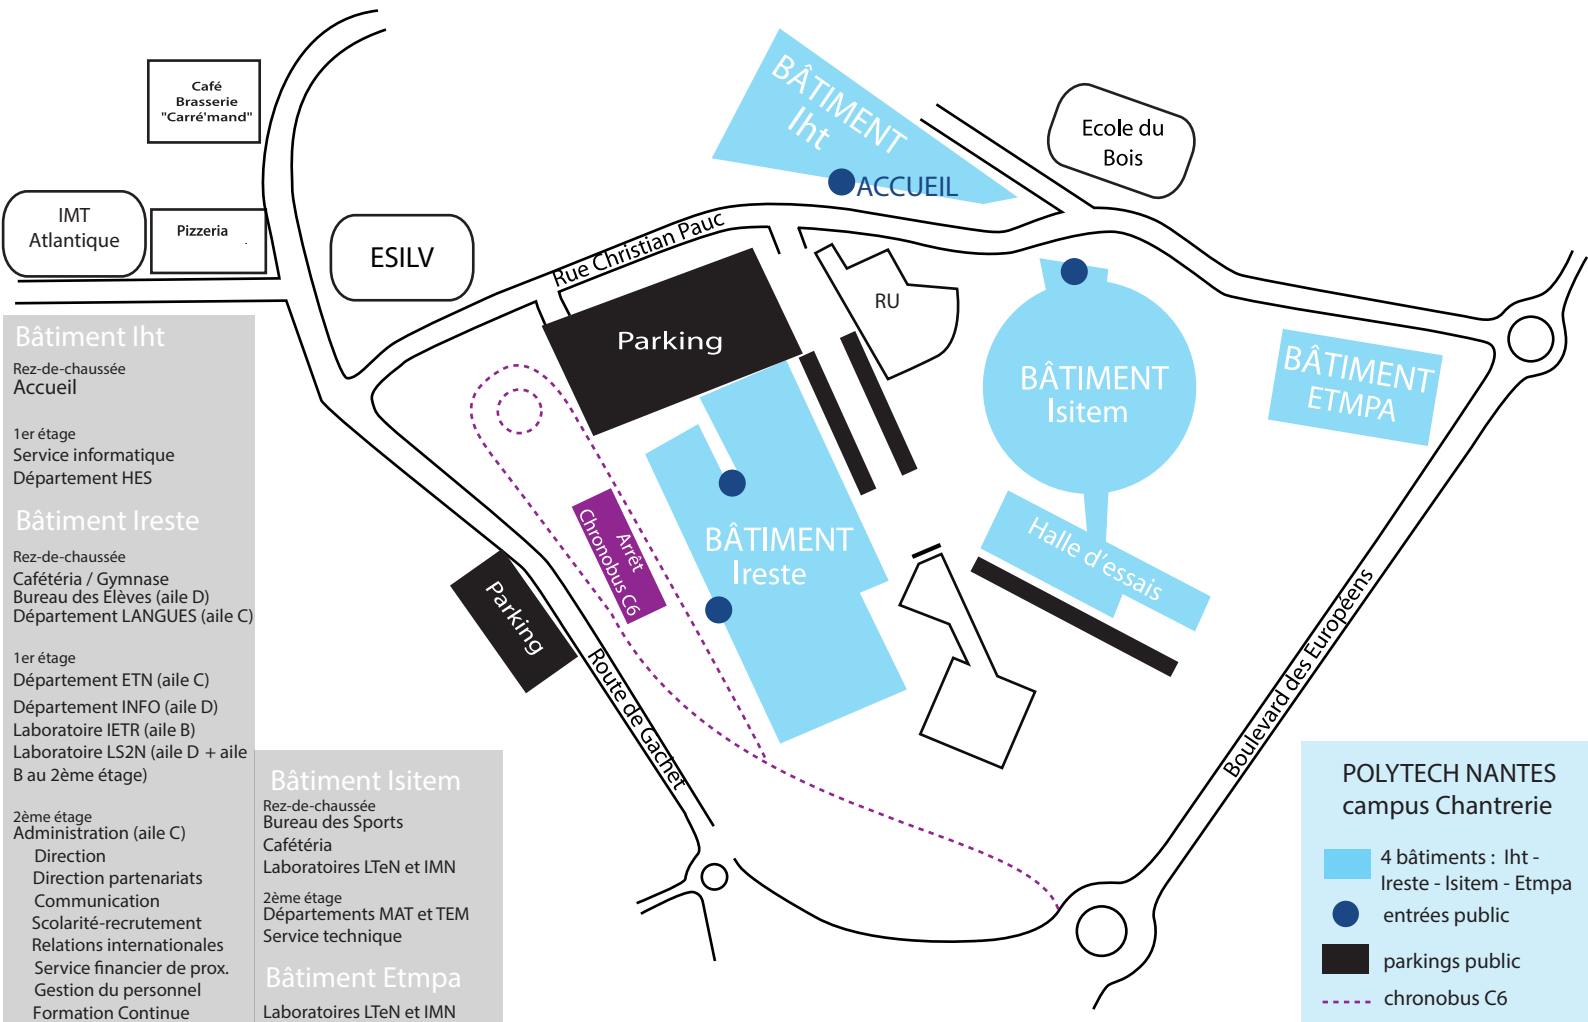 Café
Brasserie
"Carré'mand"
IMT
Atlantique
Pizzeria
ESILV
Rue Christian Pauc
BÂTIMENT
Iht
ACCUEIL
Ecole du
Bois
Parking
RU
BÂTIMENT
Isitem
BÂTIMENT
ETMPA
Arrêt
Chronobus C6
BÂTIMENT
Ireste
Halle d'essais
Parking
Route de Gachet
Boulevard des Européens
Bâtiment Iht
Rez-de-chaussée
Accueil
1er étage
Service informatique
Département HES
Bâtiment Ireste
Rez-de-chaussée
Cafétéria / Gymnase
Bureau des Elèves (aile D)
Département LANGUES (aile C)
1er étage
Département ETN (aile C)
Département INFO (aile D)
Laboratoire IETR (aile B)
Laboratoire LS2N (aile D + aile
B au 2ème étage)
2ème étage
Administration (aile C)
Direction
Direction partenariats
Communication
Scolarité-recrutement
Relations internationales
Service financier de prox.
Gestion du personnel
Formation Continue
Bâtiment Isitem
Rez-de-chaussée
Bureau des Sports
Cafétéria
Laboratoires LTeN et IMN
2ème étage
Départements MAT et TEM
Service technique
Bâtiment Etmpa
Laboratoires LTeN et IMN
POLYTECH NANTES
campus Chantrerie
4 bâtiments : Iht -
Ireste - Isitem - Etmpa
entrées public
parkings public
chronobus C6